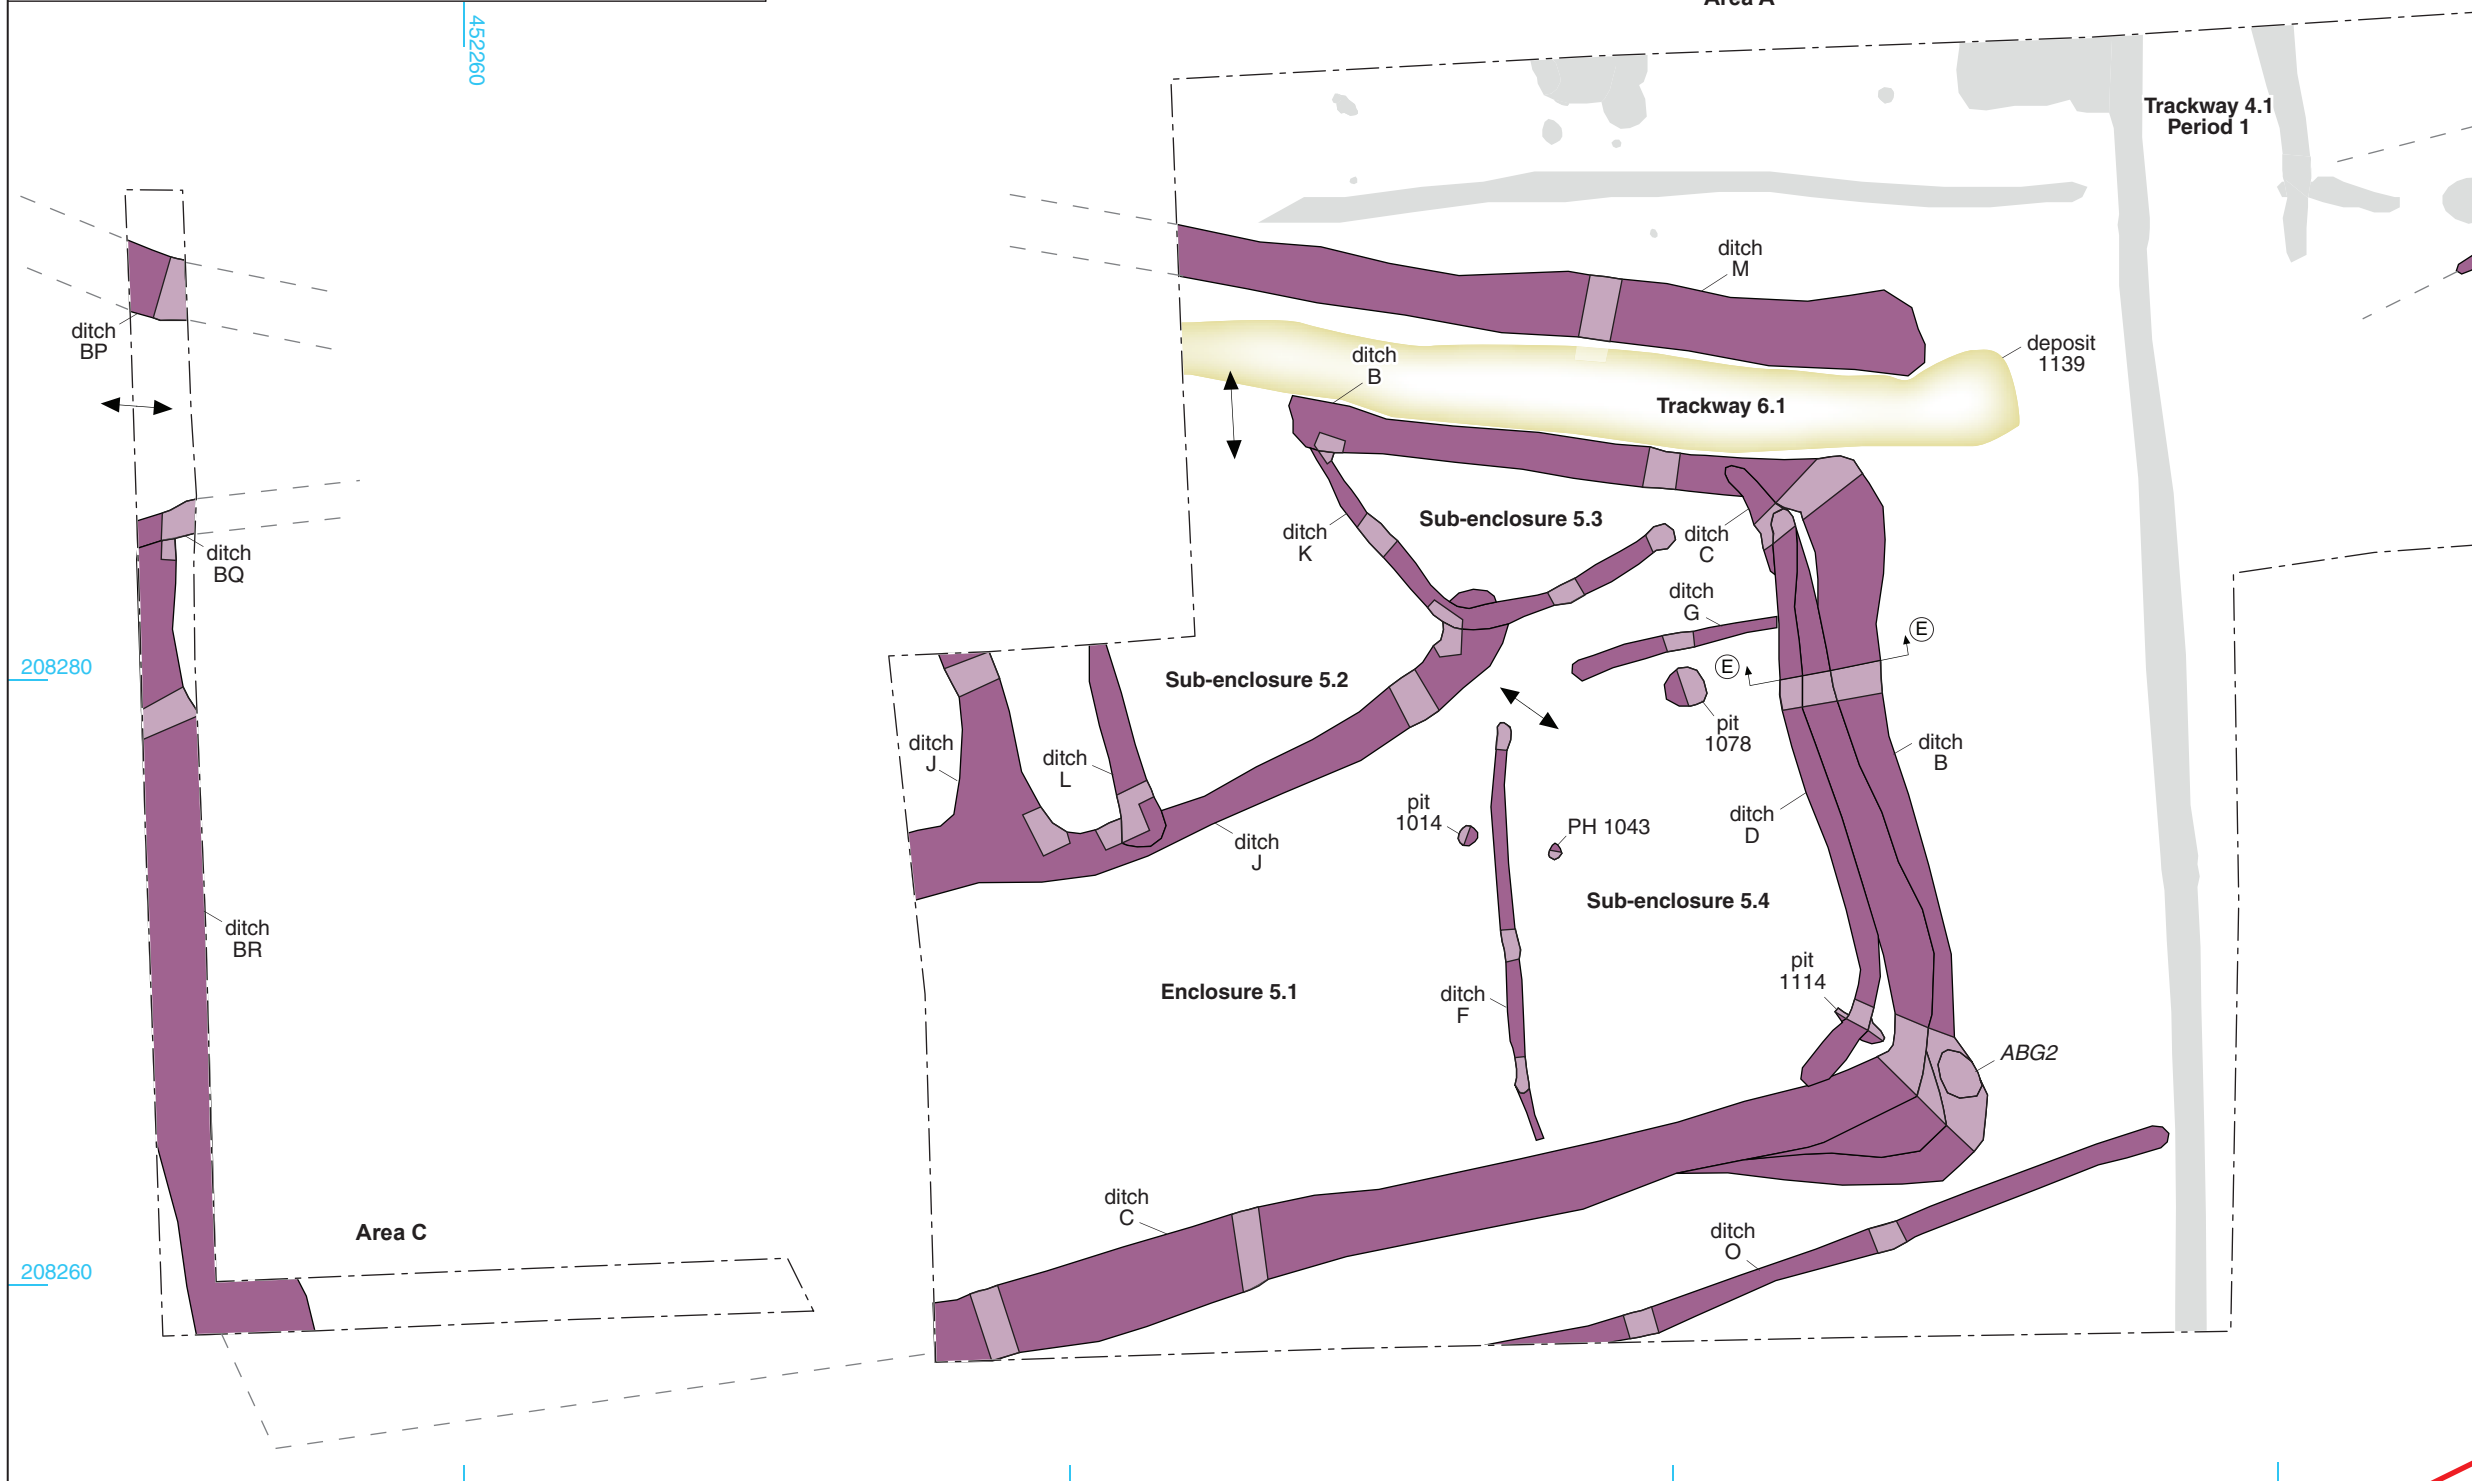 Area A
452260
Trackway 4.1
Period 1
ditch
M
ditch
BP
deposit
1139
ditch
B
Trackway 6.1
Sub-enclosure 5.3
ditch
K
ditch
C
ditch
BQ
ditch
G
E
E
208280
Sub-enclosure 5.2
pit
1078
ditch
J
ditch
L
ditch
B
pit
1014
PH 1043
ditch
D
ditch
J
Sub-enclosure 5.4
ditch
BR
pit
1114
Enclosure 5.1
ditch
F
ABG2
ditch
C
Area C
ditch
O
208260